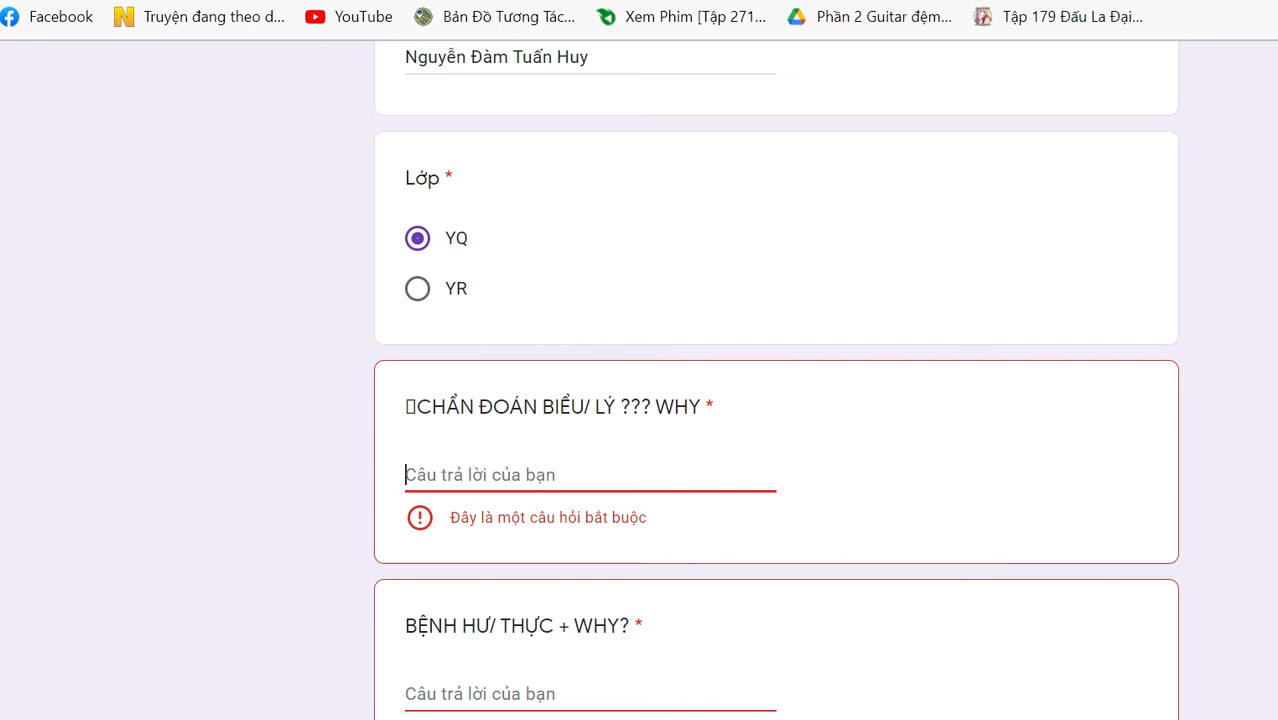 Facebook Truyện đang theo d... YouTube Bản Đồ Tương Tác... Xem Phim [Tập 271... Phần 2 Guitar đệm... Tập 179 Đấu La Đại...
Nguyễn Đàm Tuấn Huy
Lớp *
YQ
YR
CHẨN ĐOÁN BIỂU/ LÝ ??? WHY *
Câu trả lời của bạn
Đây là một câu hỏi bắt buộc
BỆNH HƯ/ THỰC + WHY? *
Câu trả lời của bạn